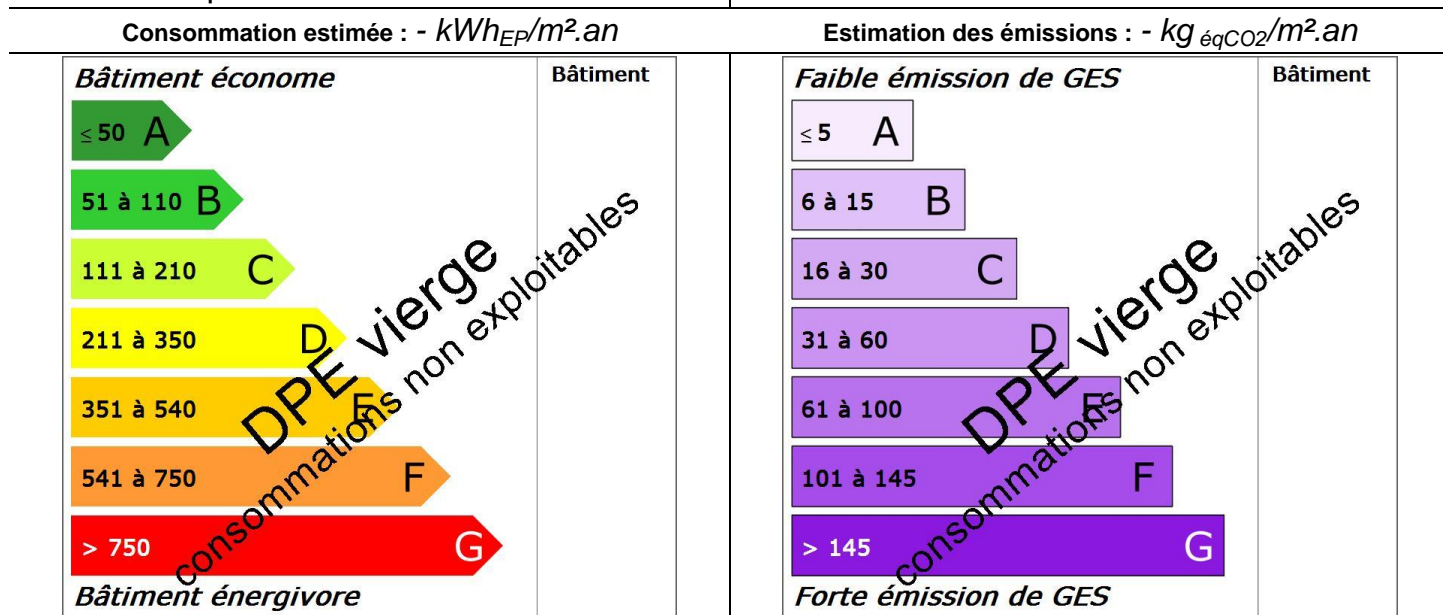 Consommation estimée : - kWhEP/m².an
Bâtiment économe
Bâtiment
≤ 50 A
51 à 110 B
111 à 210 C
211 à 350 D
351 à 540 E
541 à 750 F
> 750 G
Bâtiment énergivore
DPE vierge
consommations non exploitables
Estimation des émissions : - kg éqCO2/m².an
Faible émission de GES
Bâtiment
≤ 5 A
6 à 15 B
16 à 30 C
31 à 60 D
61 à 100 E
101 à 145 F
> 145 G
Forte émission de GES
DPE vierge
consommations non exploitables